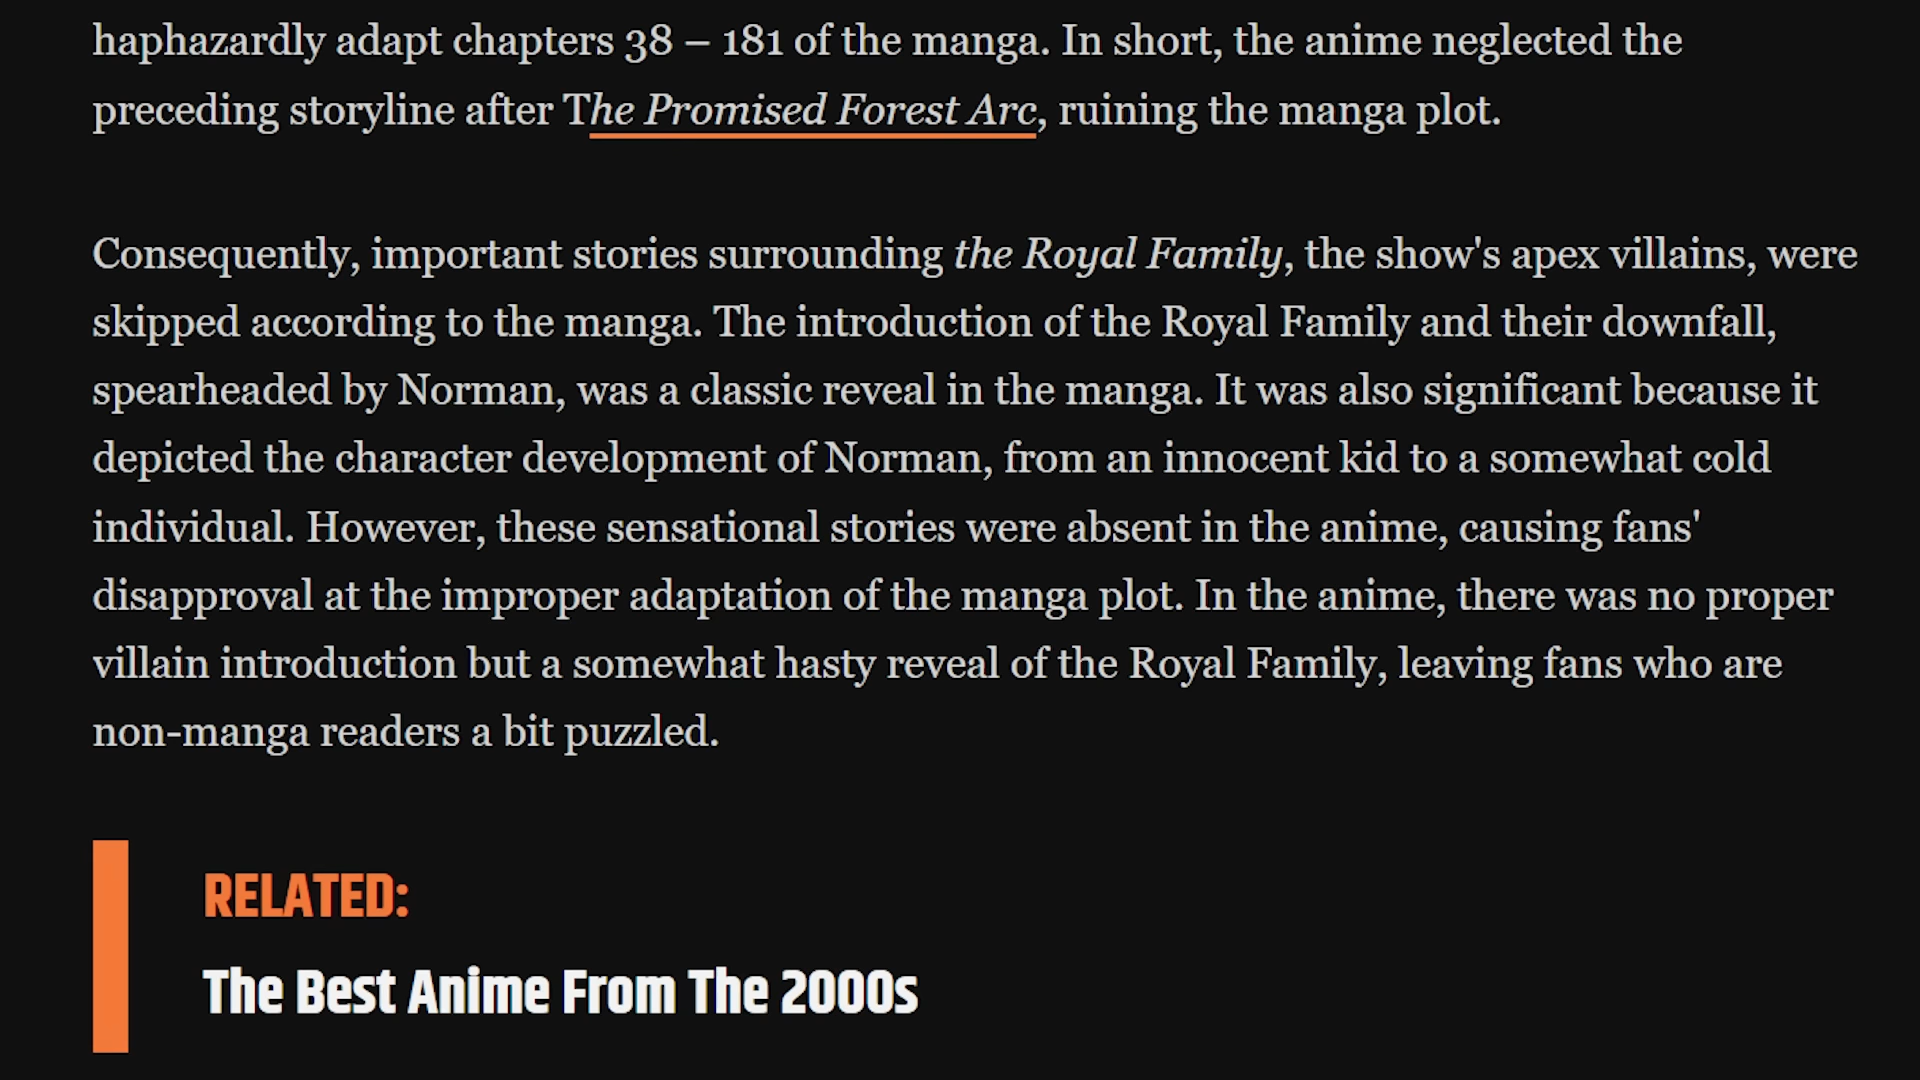 haphazardly adapt chapters 38 – 181 of the manga. In short, the anime neglected the
preceding storyline after The Promised Forest Arc, ruining the manga plot.
Consequently, important stories surrounding the Royal Family, the show's apex villains, were
skipped according to the manga. The introduction of the Royal Family and their downfall,
spearheaded by Norman, was a classic reveal in the manga. It was also significant because it
depicted the character development of Norman, from an innocent kid to a somewhat cold
individual. However, these sensational stories were absent in the anime, causing fans'
disapproval at the improper adaptation of the manga plot. In the anime, there was no proper
villain introduction but a somewhat hasty reveal of the Royal Family, leaving fans who are
non-manga readers a bit puzzled.
RELATED:
The Best Anime From The 2000s